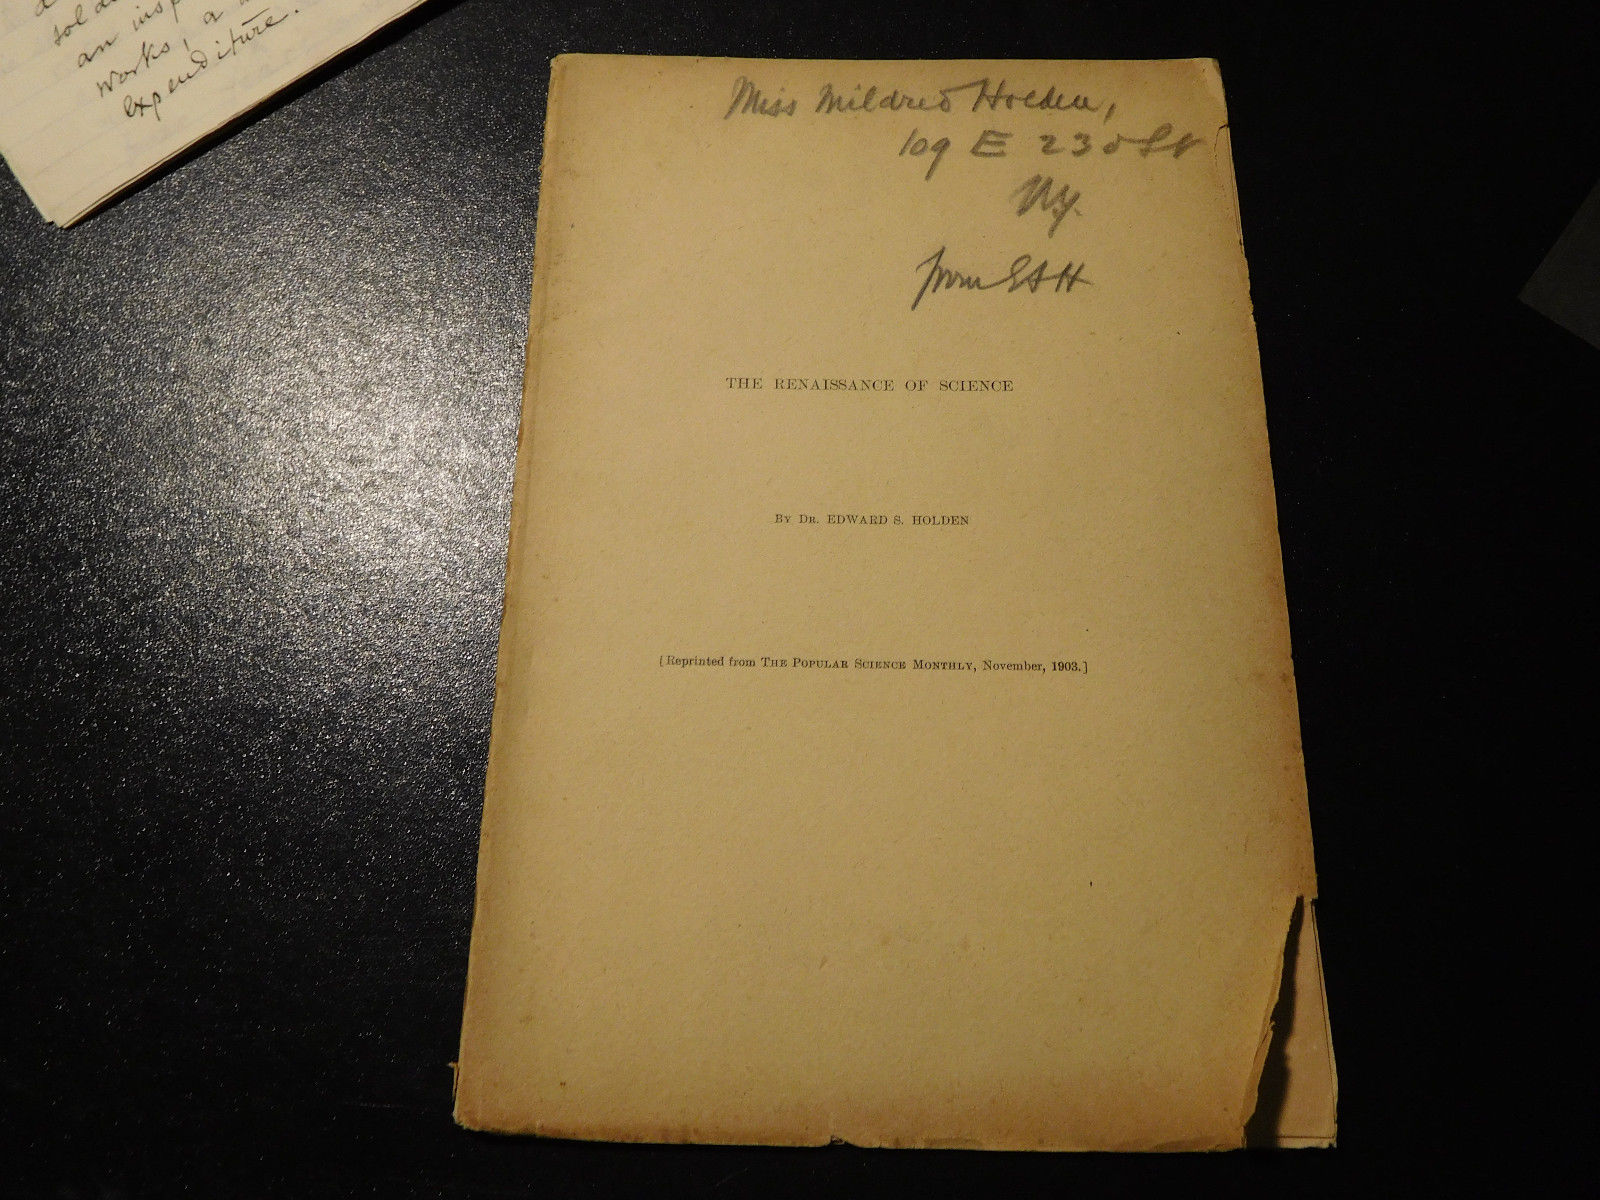 an insp
works, a
expenditure.
Miss Mildred Holden,
109 E 23d St
N.Y.
from ESH
THE RENAISSANCE OF SCIENCE
BY DR. EDWARD S. HOLDEN
[Reprinted from THE POPULAR SCIENCE MONTHLY, November, 1903.]